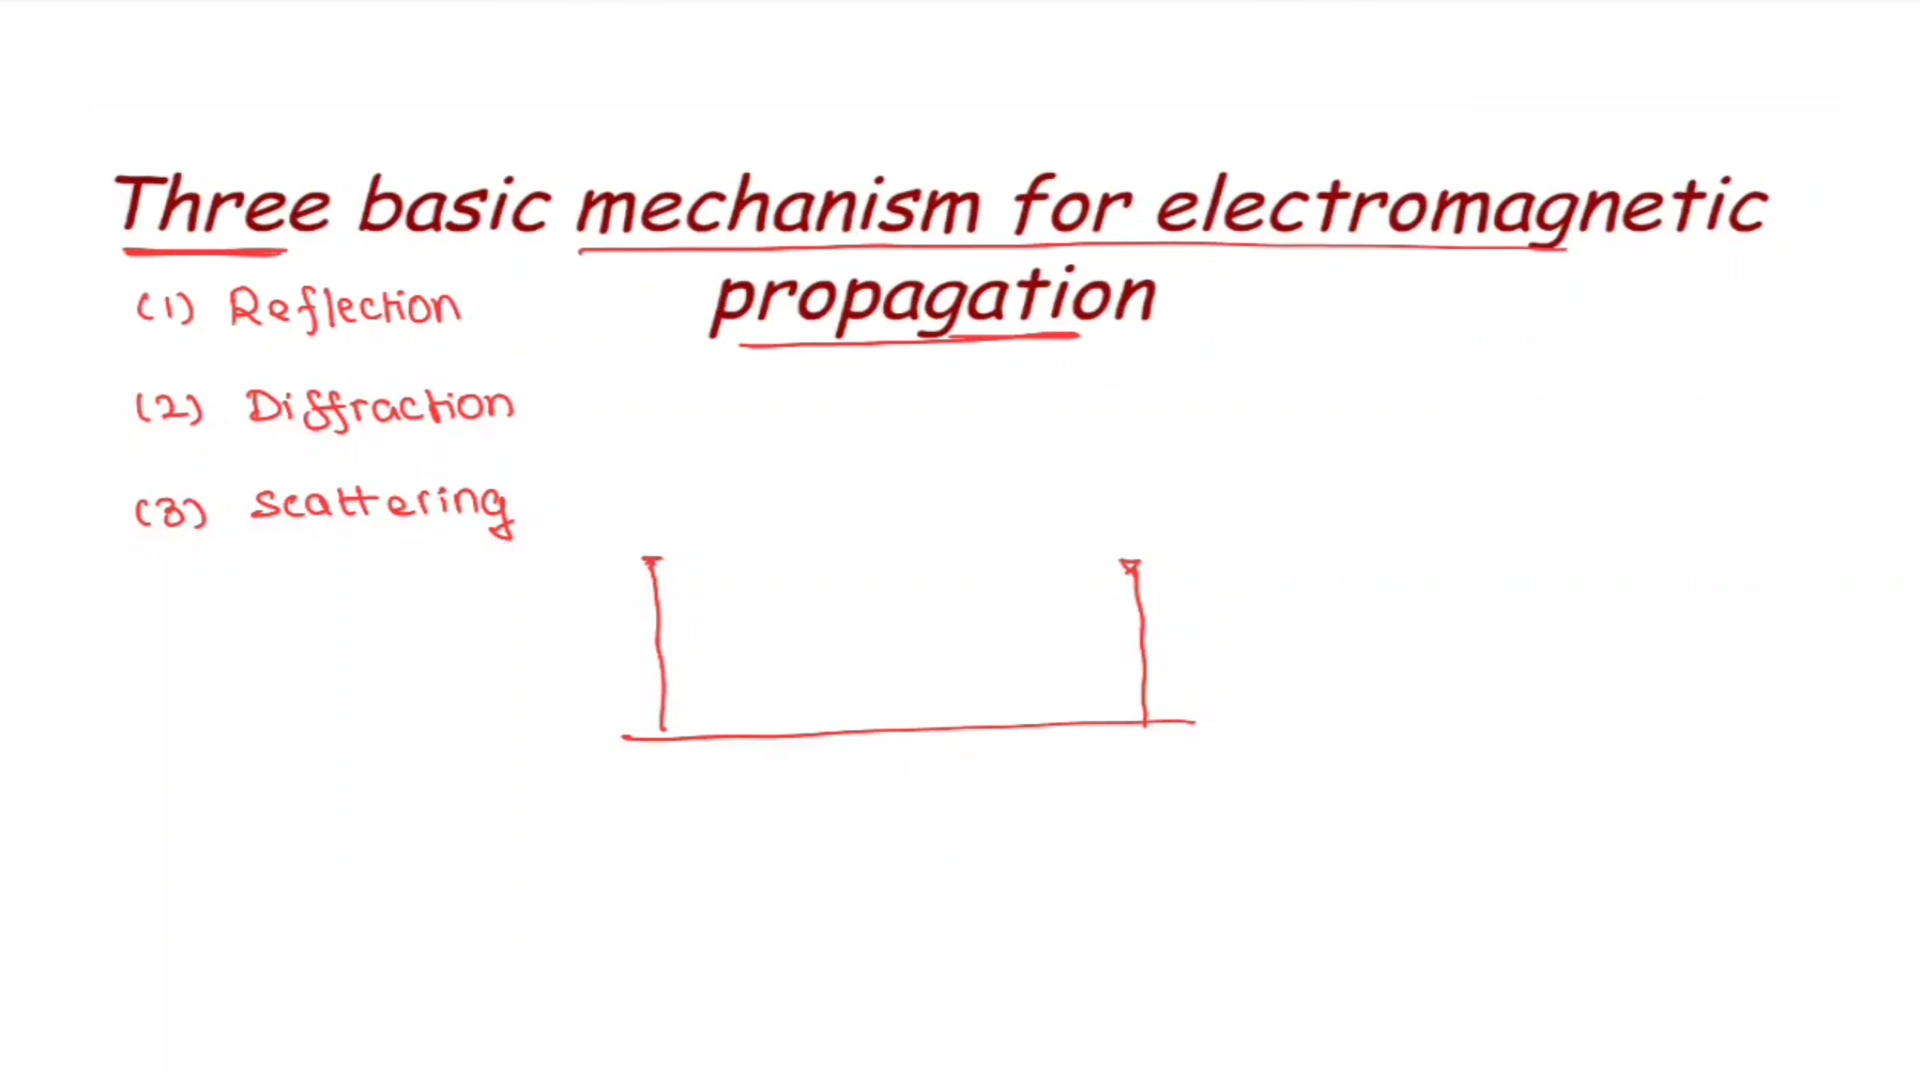 Three basic mechanism for electromagnetic
propagation
(1) Reflection
(2) Diffraction
(3) Scattering